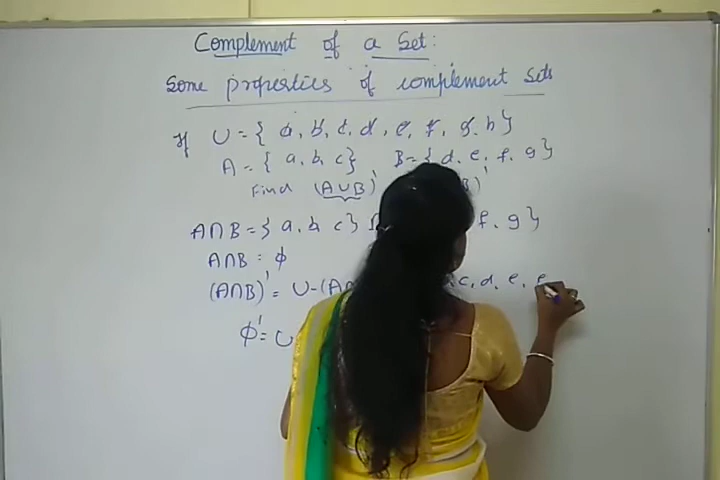 Complement of a Set:
Some properties of complement Sets
If U = { a, b, c, d, e, f, g, h }
A = { a, b, c } B = { d, e, f, g }
Find (A∪B)' B)'
A∩B = { a, b, c } f, g }
A∩B = φ
(A∩B)' = U-(A , c, d, e,
φ' = U